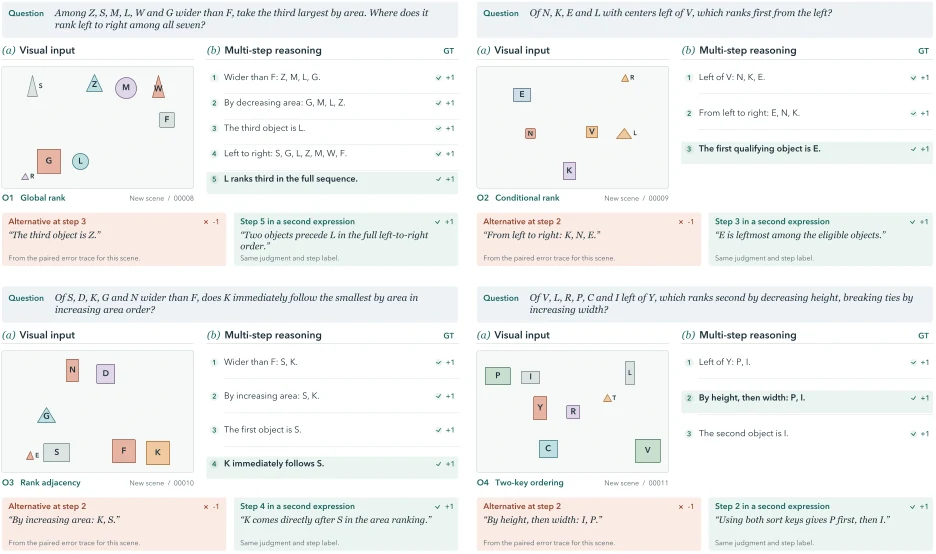 Question Among Z, S, M, L, W and G wider than F, take the third largest by area. Where does it
rank left to right among all seven?
(a) Visual input
(b) Multi-step reasoning GT
S Z M W
F
G L
R
1 Wider than F: Z, M, L, G. ✓ +1
2 By decreasing area: G, M, L, Z. ✓ +1
3 The third object is L. ✓ +1
4 Left to right: S, G, L, Z, M, W, F. ✓ +1
5 L ranks third in the full sequence. ✓ +1
O1 Global rank New scene / 00008
Alternative at step 3 × -1
“The third object is Z.”
From the paired error trace for this scene.
Step 5 in a second expression ✓ +1
“Two objects precede L in the full left-to-right
order.”
Same judgment and step label.
Question Of N, K, E and L with centers left of V, which ranks first from the left?
(a) Visual input
(b) Multi-step reasoning GT
R
E
N V L
K
1 Left of V: N, K, E. ✓ +1
2 From left to right: E, N, K. ✓ +1
3 The first qualifying object is E. ✓ +1
O2 Conditional rank New scene / 00009
Alternative at step 2 × -1
“From left to right: K, N, E.”
From the paired error trace for this scene.
Step 3 in a second expression ✓ +1
“E is leftmost among the eligible objects.”
Same judgment and step label.
Question Of S, D, K, G and N wider than F, does K immediately follow the smallest by area in
increasing area order?
(a) Visual input
(b) Multi-step reasoning GT
N D
G
E S F K
1 Wider than F: S, K. ✓ +1
2 By increasing area: S, K. ✓ +1
3 The first object is S. ✓ +1
4 K immediately follows S. ✓ +1
O3 Rank adjacency New scene / 00010
Alternative at step 2 × -1
“By increasing area: K, S.”
From the paired error trace for this scene.
Step 4 in a second expression ✓ +1
“K comes directly after S in the area ranking.”
Same judgment and step label.
Question Of V, L, R, P, C and I left of Y, which ranks second by decreasing height, breaking ties by
increasing width?
(a) Visual input
(b) Multi-step reasoning GT
P I L
T
Y R
C V
1 Left of Y: P, I. ✓ +1
2 By height, then width: P, I. ✓ +1
3 The second object is I. ✓ +1
O4 Two-key ordering New scene / 00011
Alternative at step 2 × -1
“By height, then width: I, P.”
From the paired error trace for this scene.
Step 2 in a second expression ✓ +1
“Using both sort keys gives P first, then I.”
Same judgment and step label.